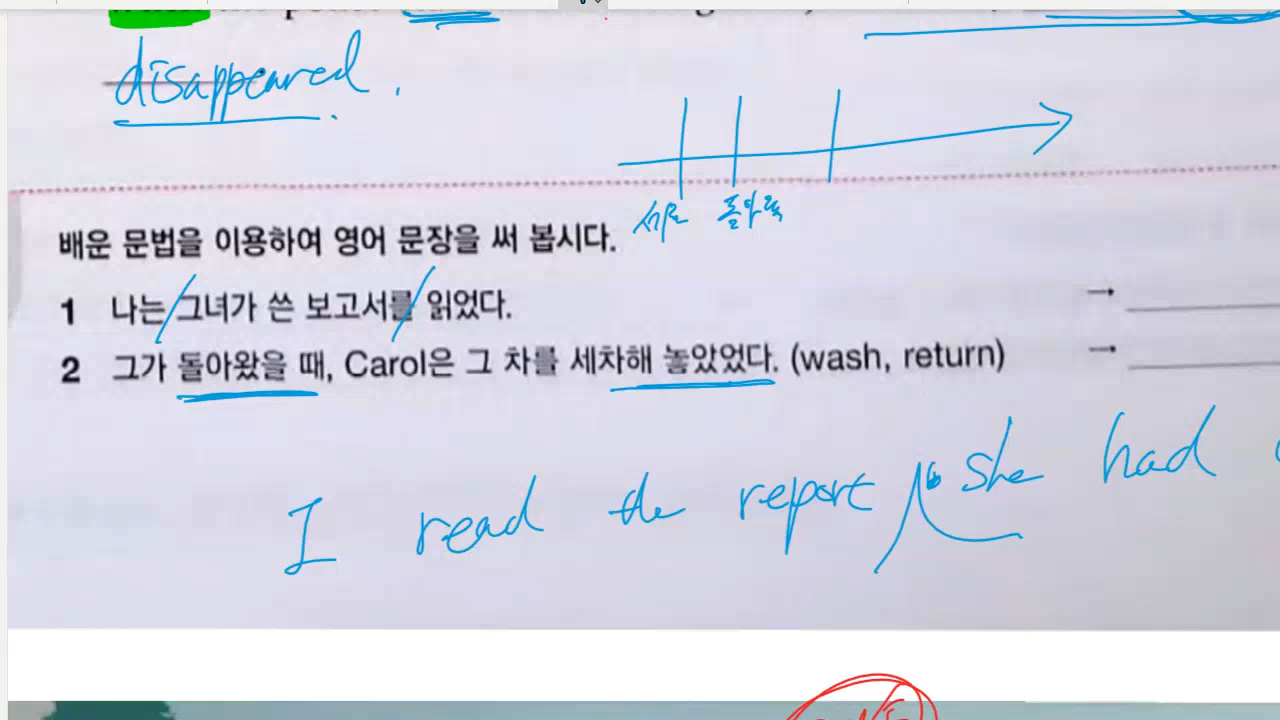 disappeared.
돌아옴
배운 문법을 이용하여 영어 문장을 써 봅시다.
1 나는 그녀가 쓴 보고서를 읽었다. →
2 그가 돌아왔을 때, Carol은 그 차를 세차해 놓았었다. (wash, return) →
I read the report she had